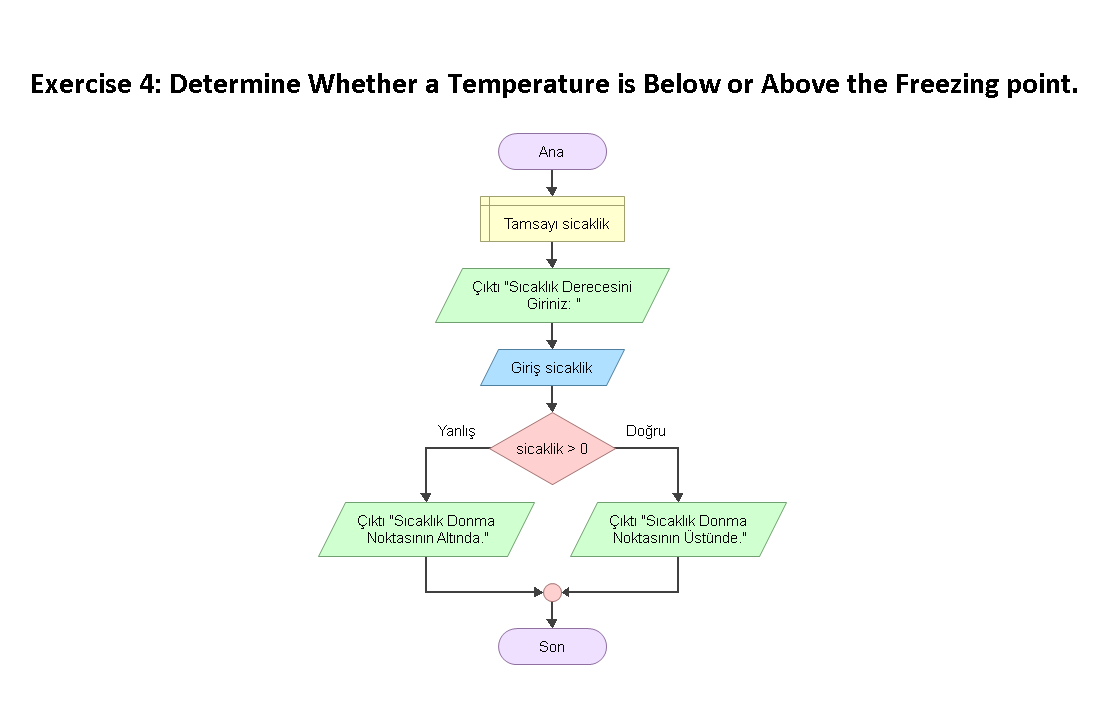 Exercise 4: Determine Whether a Temperature is Below or Above the Freezing point.
Ana
Tamsayı sicaklik
Çıktı "Sıcaklık Derecesini
Giriniz: "
Giriş sicaklik
Yanlış
sicaklik > 0
Doğru
Çıktı "Sıcaklık Donma
Noktasının Altında."
Çıktı "Sıcaklık Donma
Noktasının Üstünde."
Son